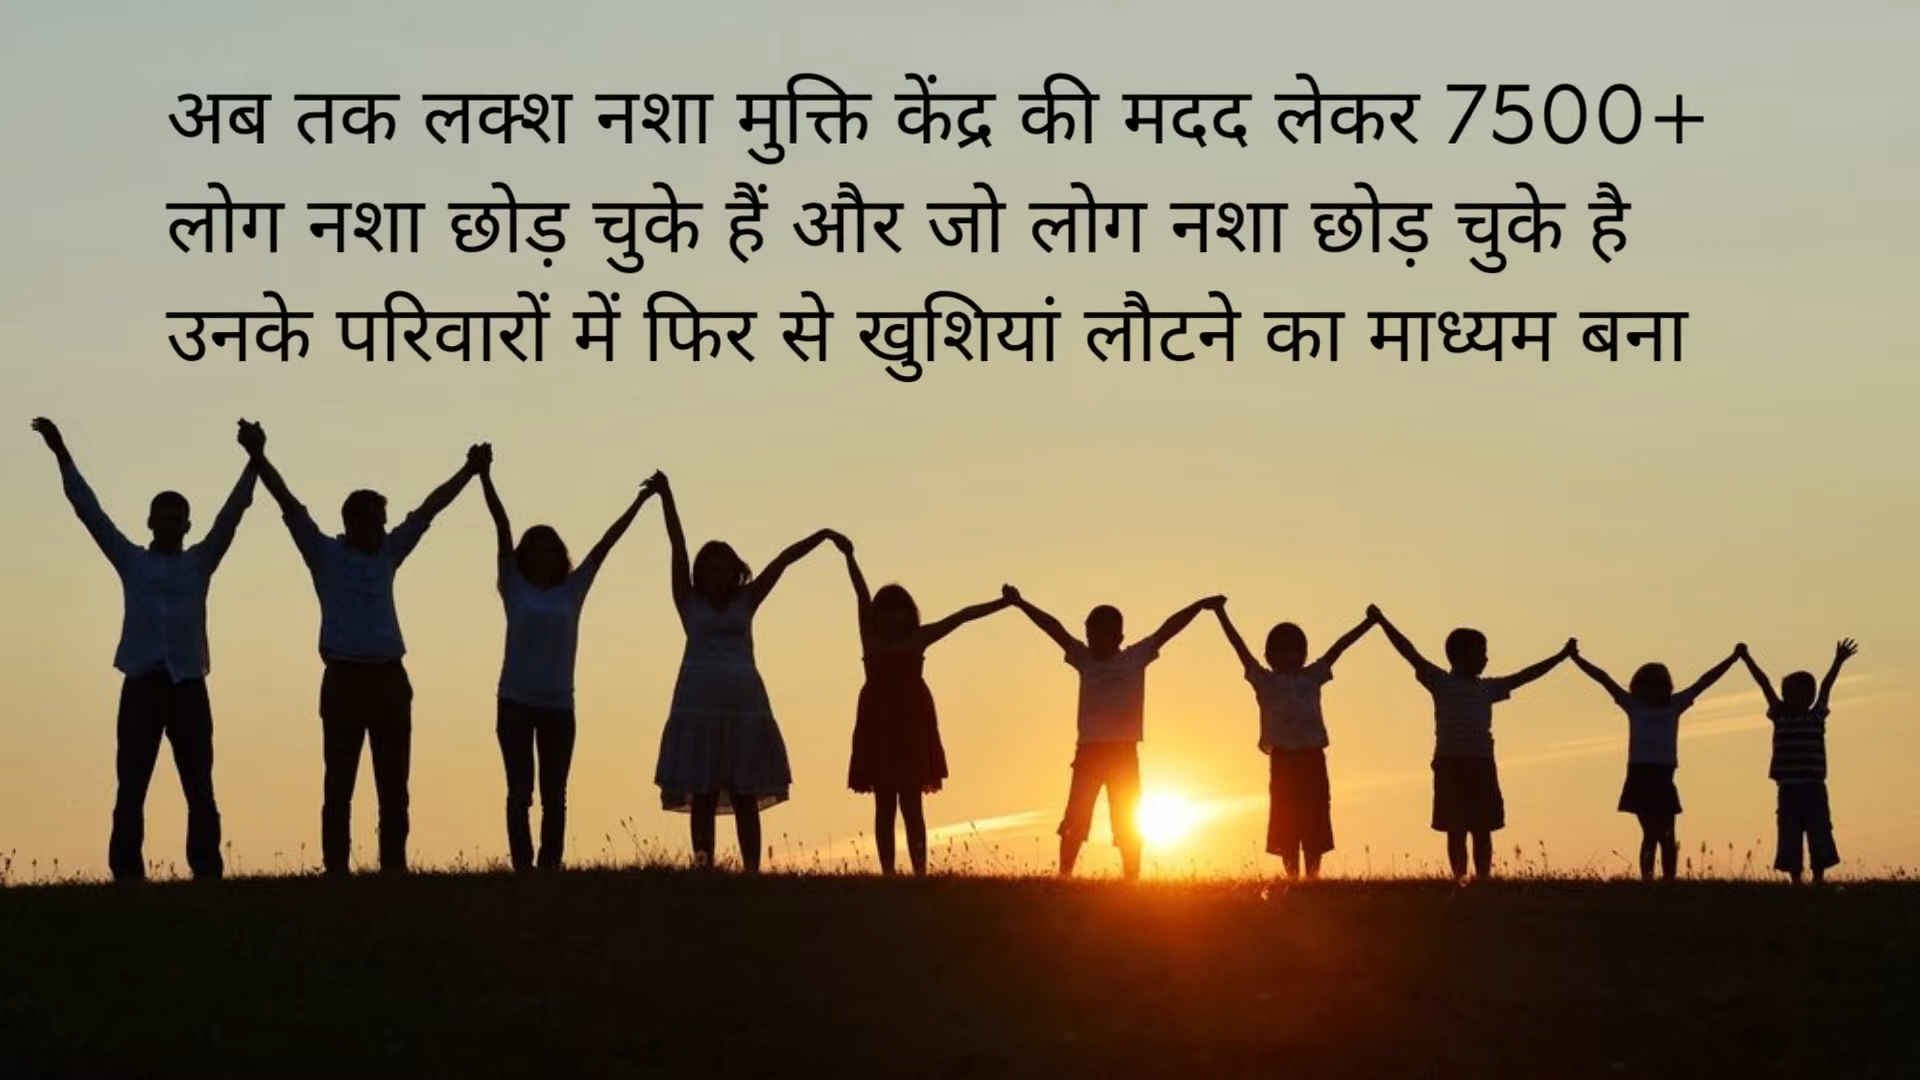 अब तक लक्श नशा मुक्ति केंद्र की मदद लेकर 7500+
लोग नशा छोड़ चुके हैं और जो लोग नशा छोड़ चुके है
उनके परिवारों में फिर से खुशियां लौटने का माध्यम बना